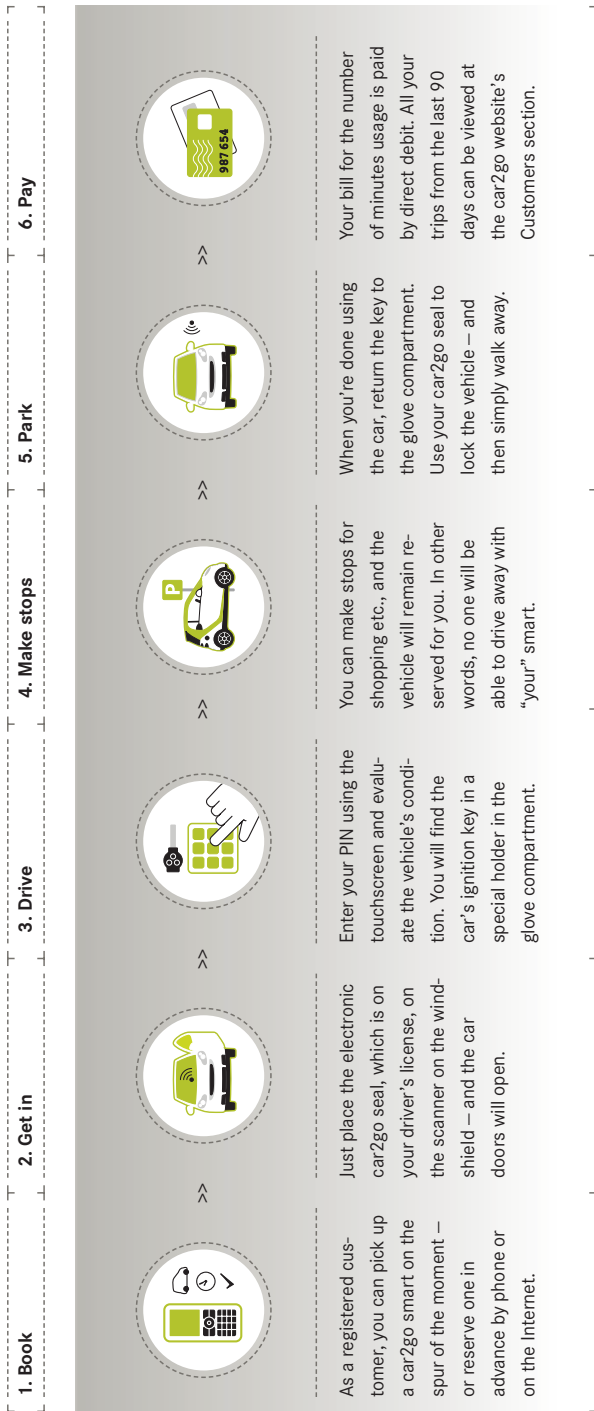 1. Book
As a registered cus-
tomer, you can pick up
a car2go smart on the
spur of the moment –
or reserve one in
advance by phone or
on the Internet.
>>
2. Get in
Just place the electronic
car2go seal, which is on
your driver's license, on
the scanner on the wind-
shield – and the car
doors will open.
>>
3. Drive
Enter your PIN using the
touchscreen and evalu-
ate the vehicle's condi-
tion. You will find the
car's ignition key in a
special holder in the
glove compartment.
>>
4. Make stops
P
You can make stops for
shopping etc., and the
vehicle will remain re-
served for you. In other
words, no one will be
able to drive away with
“your” smart.
>>
5. Park
When you're done using
the car, return the key to
the glove compartment.
Use your car2go seal to
lock the vehicle – and
then simply walk away.
>>
6. Pay
987 654
Your bill for the number
of minutes usage is paid
by direct debit. All your
trips from the last 90
days can be viewed at
the car2go website's
Customers section.